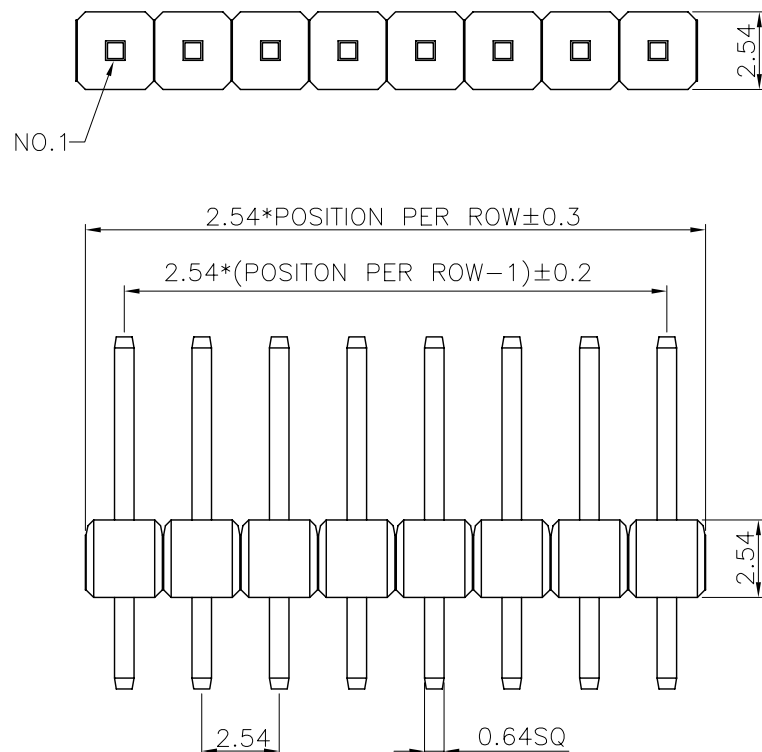 2.54
NO.1
2.54*POSITION PER ROW±0.3
2.54*(POSITON PER ROW-1)±0.2
2.54
2.54
0.64SQ